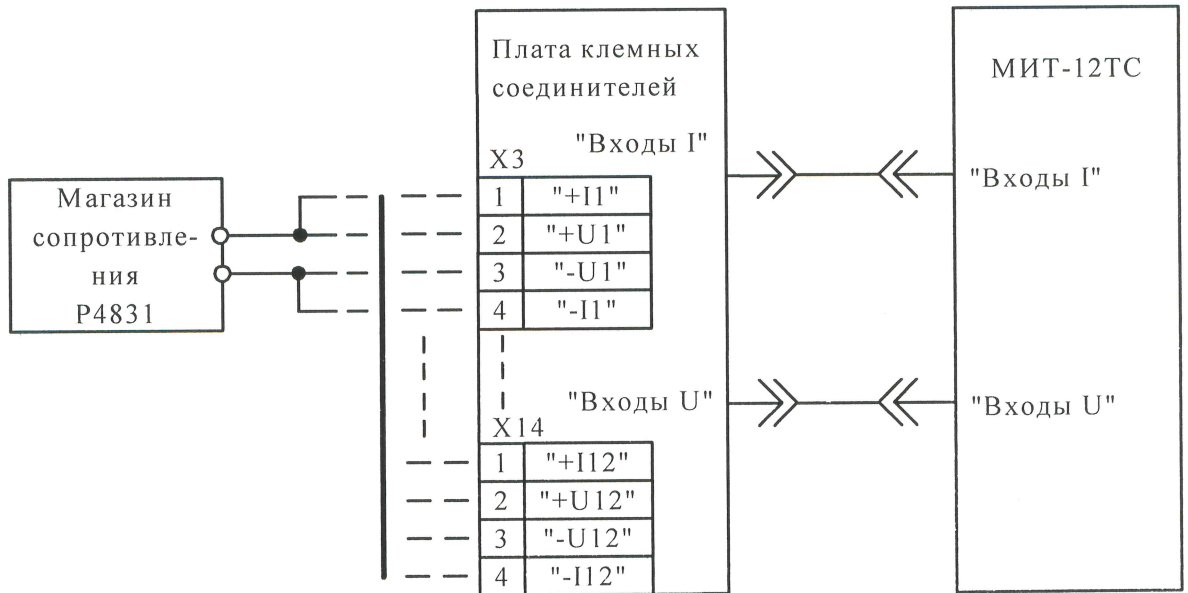 Магазин
сопротивле-
ния
Р4831
Плата клемных
соединителей
"Входы I"
X3
1 "+I1"
2 "+U1"
3 "-U1"
4 "-I1"
"Входы U"
X14
1 "+I12"
2 "+U12"
3 "-U12"
4 "-I12"
МИТ-12ТС
"Входы I"
"Входы U"